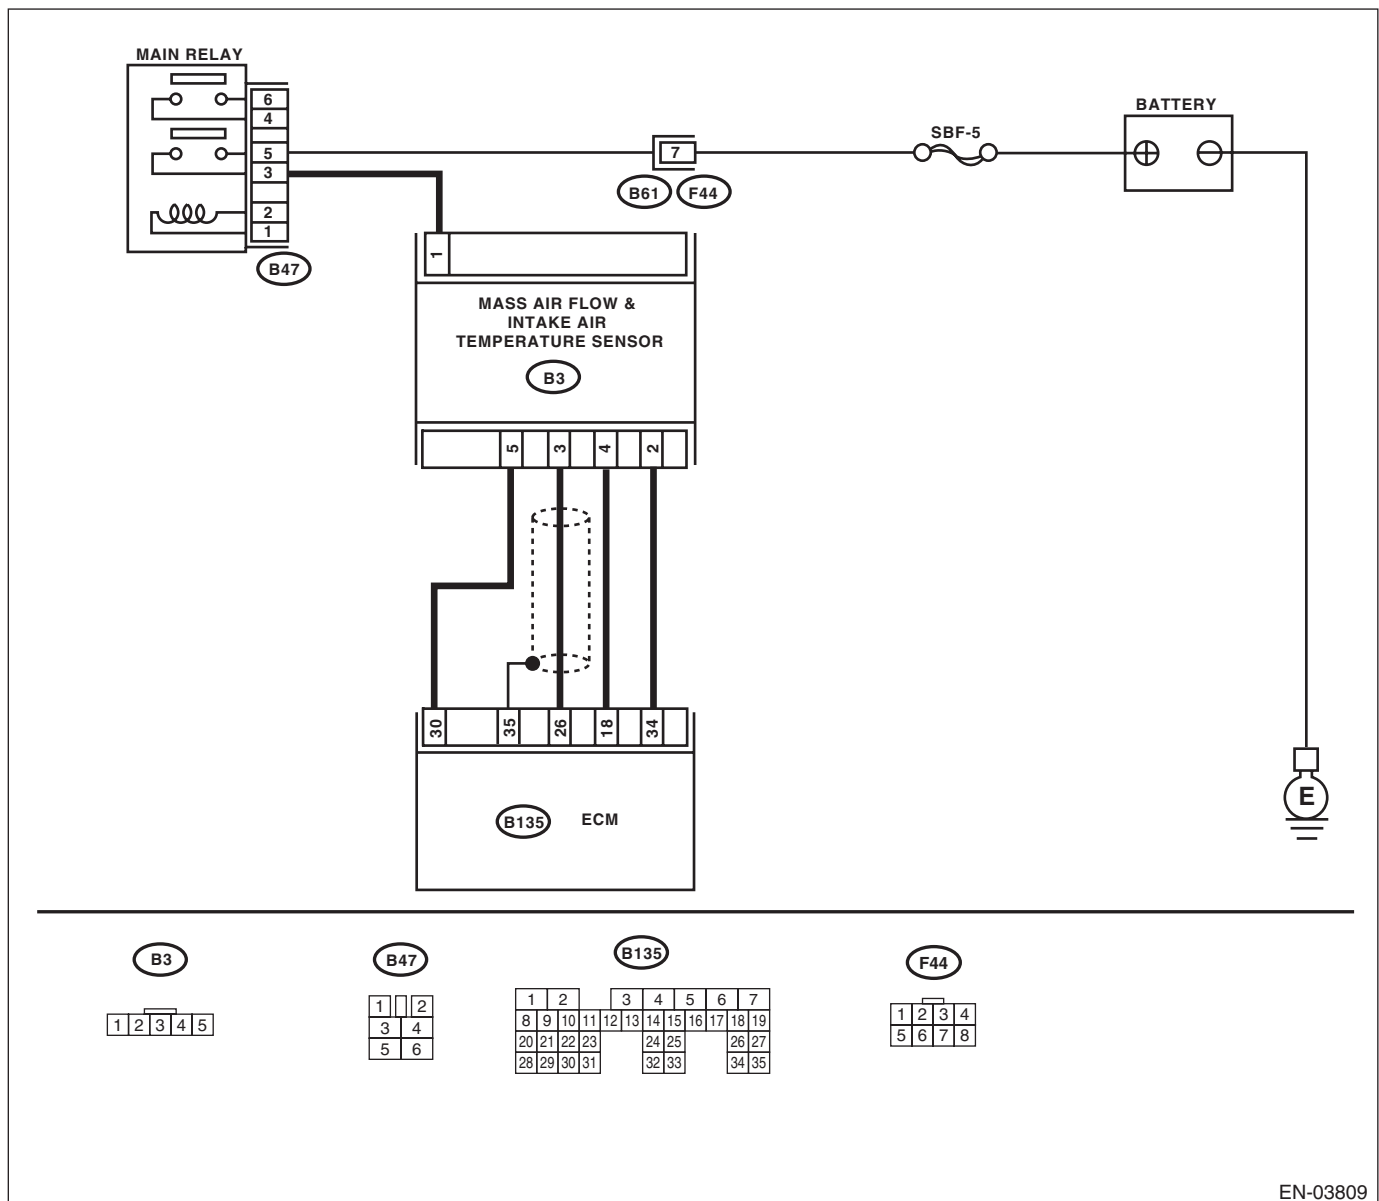 MAIN RELAY
6
4
5
3
2
1
B47
7
B61 F44
SBF-5
BATTERY
1
MASS AIR FLOW &
INTAKE AIR
TEMPERATURE SENSOR
B3
5 3 4 2
30 35 26 18 34
B135 ECM
E
B3
1 2 3 4 5
B47
1 2
3 4
5 6
B135
1 2 3 4 5 6 7
8 9 10 11 12 13 14 15 16 17 18 19
20 21 22 23 24 25 26 27
28 29 30 31 32 33 34 35
F44
1 2 3 4
5 6 7 8
EN-03809